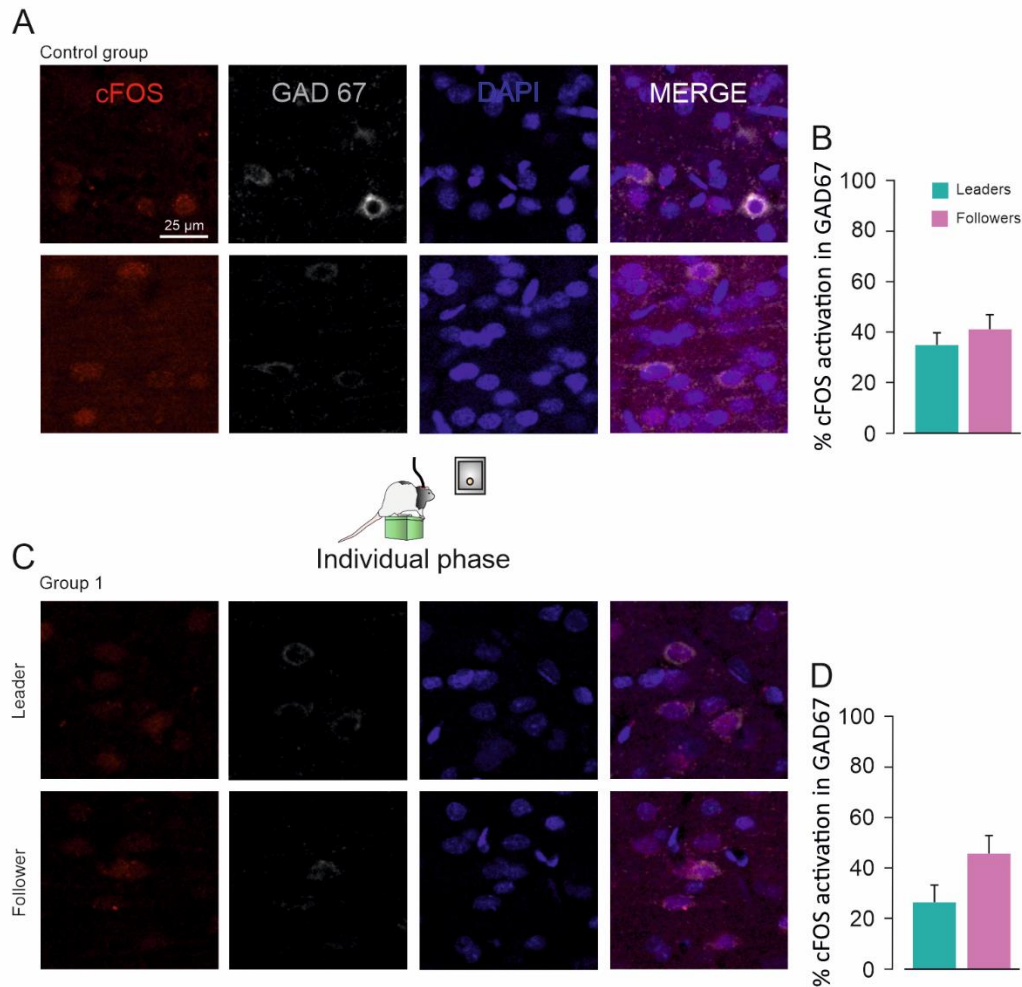 A
Control group
cFOS
GAD 67
DAPI
MERGE
25 µm
B
% cFOS activation in GAD67
100
80
60
40
20
0
Leaders
Followers
Individual phase
C
Group 1
Leader
Follower
D
% cFOS activation in GAD67
100
80
60
40
20
0